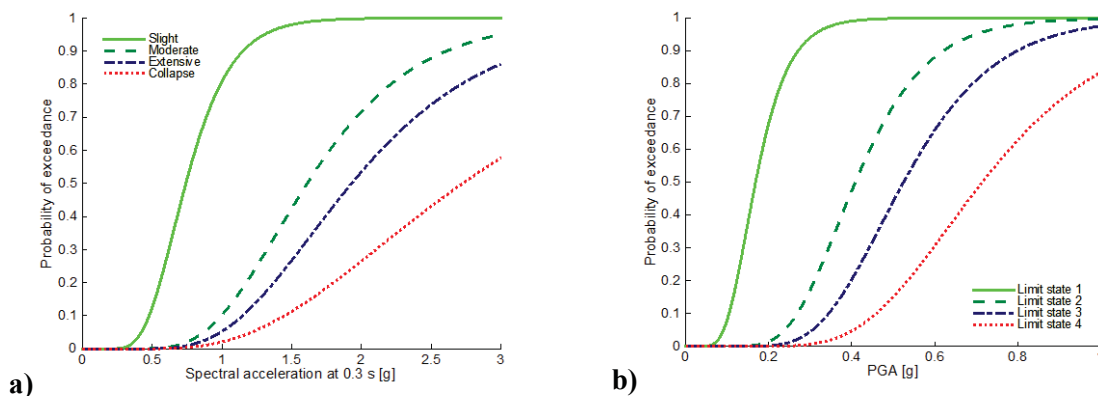 1
0.9
0.8
0.7
0.6
0.5
0.4
0.3
0.2
0.1
0
Probability of exceedance
Slight
Moderate
Extensive
Collapse
0 0.5 1 1.5 2 2.5 3
Spectral acceleration at 0.3 s [g]
a)
1
0.9
0.8
0.7
0.6
0.5
0.4
0.3
0.2
0.1
0
Probability of exceedance
Limit state 1
Limit state 2
Limit state 3
Limit state 4
0 0.2 0.4 0.6 0.8
PGA [g]
b)